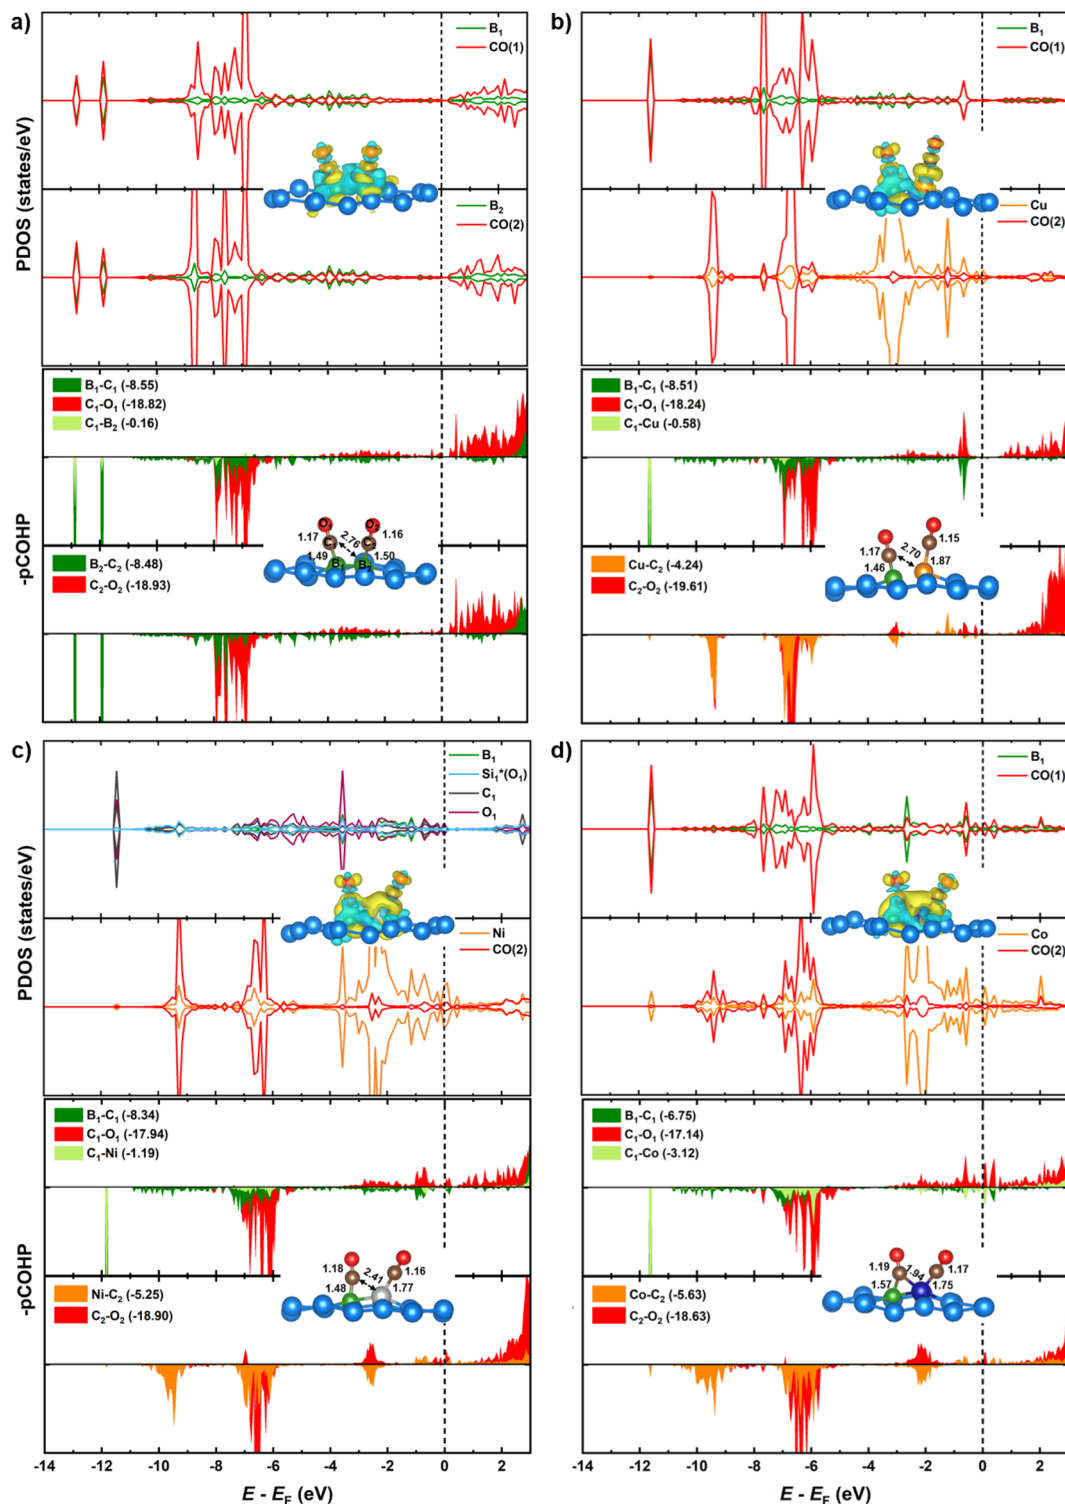 a)
B₁
CO(1)
B₂
CO(2)
PDOS (states/eV)
B₁-C₁ (-8.55)
C₁-O₁ (-18.82)
C₁-B₂ (-0.16)
O₁ O₂
1.17 2.76 1.16
C₁ C₂
1.49 1.50
B₁ B₂
B₂-C₂ (-8.48)
C₂-O₂ (-18.93)
-pCOHP
b)
B₁
CO(1)
Cu
CO(2)
B₁-C₁ (-8.51)
C₁-O₁ (-18.24)
C₁-Cu (-0.58)
1.17 2.70 1.15
1.46 1.87
Cu-C₂ (-4.24)
C₂-O₂ (-19.61)
c)
B₁
Si₁*(O₁)
C₁
O₁
Ni
CO(2)
PDOS (states/eV)
B₁-C₁ (-8.34)
C₁-O₁ (-17.94)
C₁-Ni (-1.19)
1.18 2.41 1.16
1.48 1.77
Ni-C₂ (-5.25)
C₂-O₂ (-18.90)
-pCOHP
-14 -12 -10 -8 -6 -4 -2 0 2
E - E_F (eV)
d)
B₁
CO(1)
Co
CO(2)
B₁-C₁ (-6.75)
C₁-O₁ (-17.14)
C₁-Co (-3.12)
1.19 1.94 1.17
1.57 1.75
Co-C₂ (-5.63)
C₂-O₂ (-18.63)
-14 -12 -10 -8 -6 -4 -2 0 2
E - E_F (eV)